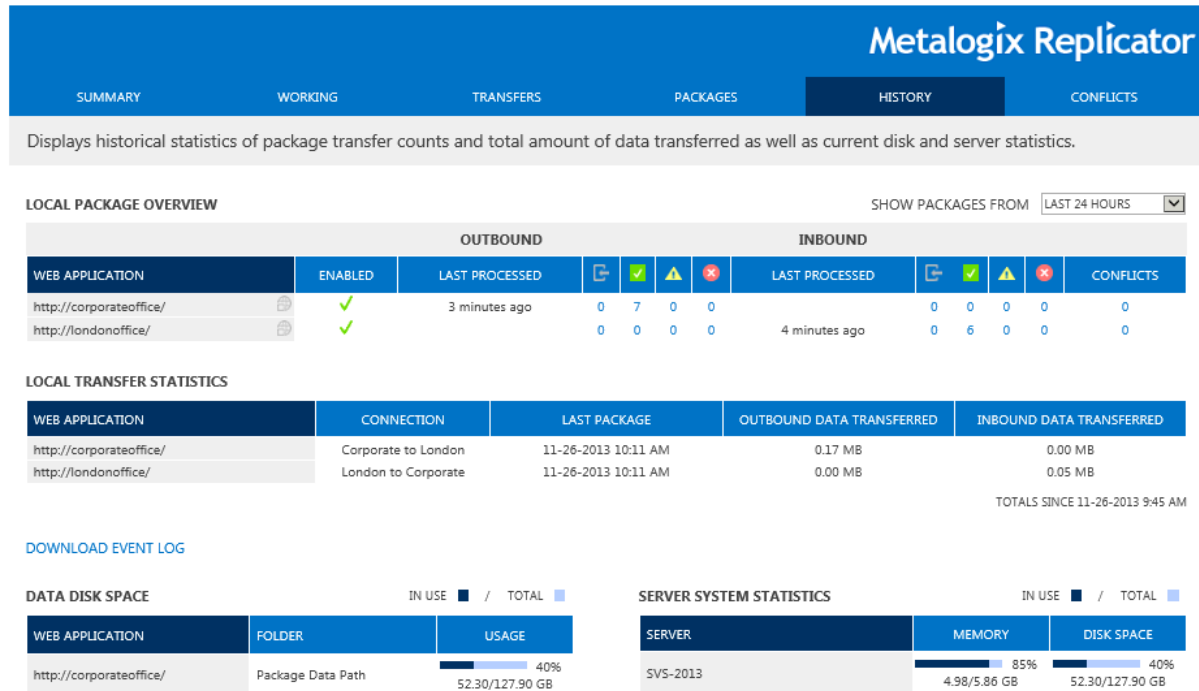 Metalogix Replicator
SUMMARY WORKING TRANSFERS PACKAGES HISTORY CONFLICTS
Displays historical statistics of package transfer counts and total amount of data transferred as well as current disk and server statistics.
LOCAL PACKAGE OVERVIEW SHOW PACKAGES FROM LAST 24 HOURS
OUTBOUND INBOUND
WEB APPLICATION ENABLED LAST PROCESSED LAST PROCESSED CONFLICTS
http://corporateoffice/ 3 minutes ago 0 7 0 0 0 0 0 0 0
http://londonoffice/ 0 0 0 0 4 minutes ago 0 6 0 0 0
LOCAL TRANSFER STATISTICS
WEB APPLICATION CONNECTION LAST PACKAGE OUTBOUND DATA TRANSFERRED INBOUND DATA TRANSFERRED
http://corporateoffice/ Corporate to London 11-26-2013 10:11 AM 0.17 MB 0.00 MB
http://londonoffice/ London to Corporate 11-26-2013 10:11 AM 0.00 MB 0.05 MB
TOTALS SINCE 11-26-2013 9:45 AM
DOWNLOAD EVENT LOG
DATA DISK SPACE IN USE / TOTAL SERVER SYSTEM STATISTICS IN USE / TOTAL
WEB APPLICATION FOLDER USAGE SERVER MEMORY DISK SPACE
http://corporateoffice/ Package Data Path 40% SVS-2013 85% 40%
52.30/127.90 GB 4.98/5.86 GB 52.30/127.90 GB